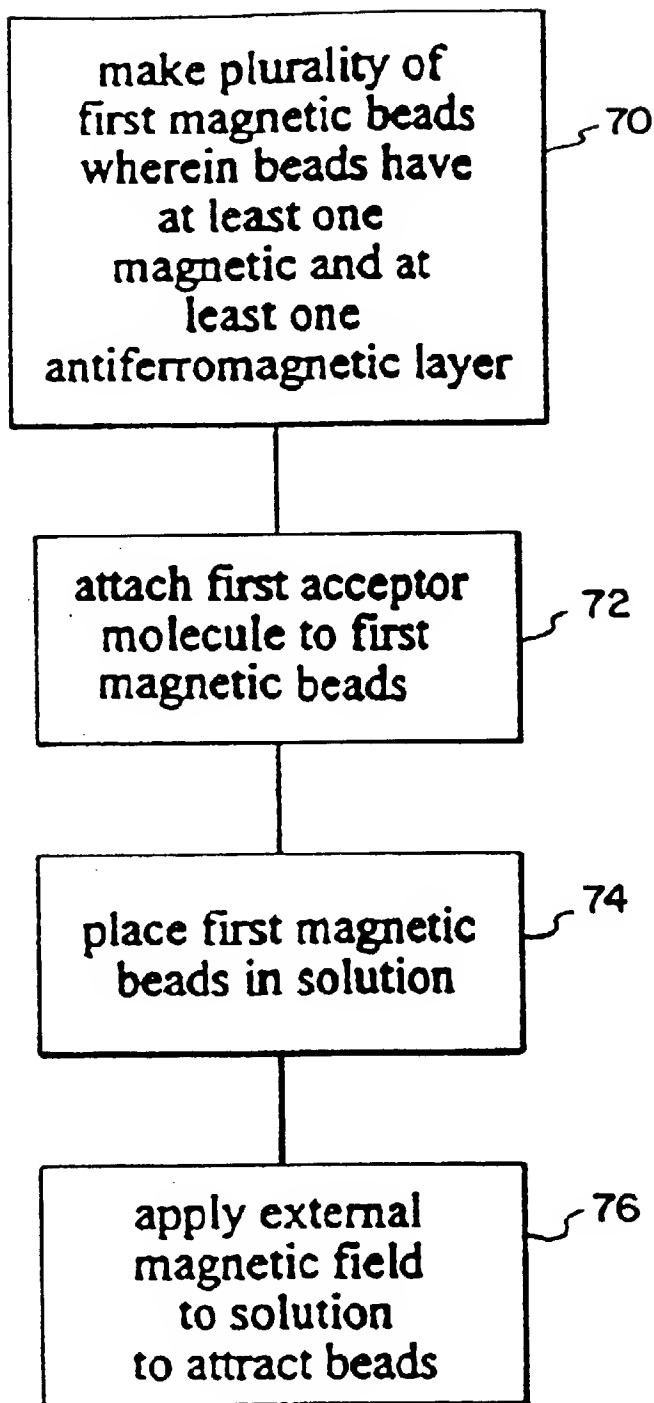 make plurality of
first magnetic beads
wherein beads have
at least one
magnetic and at
least one
antiferromagnetic layer
70
attach first acceptor
molecule to first
magnetic beads
72
place first magnetic
beads in solution
74
apply external
magnetic field
to solution
to attract beads
76